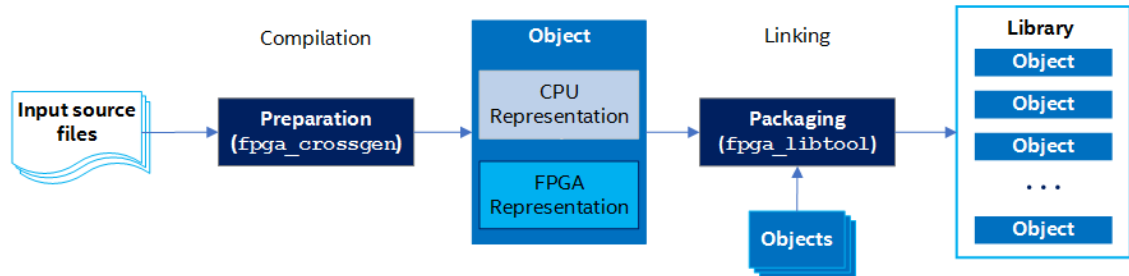 Compilation
Linking
Input source
files
Preparation
(fpga_crossgen)
Object
CPU
Representation
FPGA
Representation
Packaging
(fpga_libtool)
Objects
Library
Object
Object
Object
...
Object